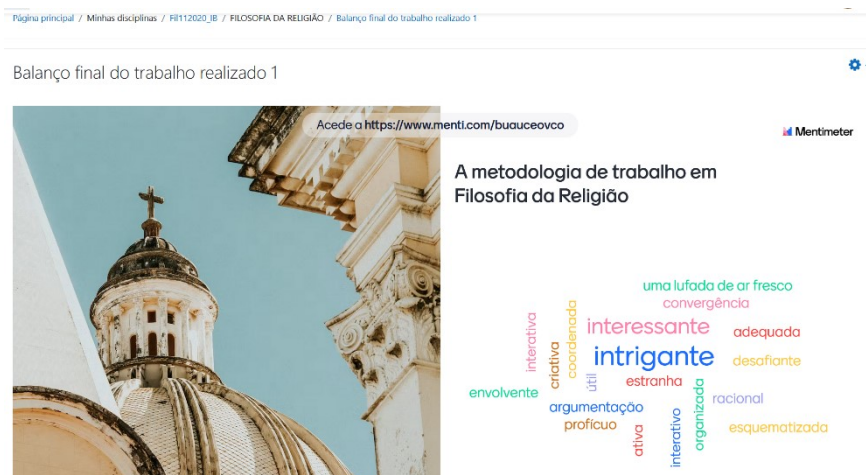 Página principal / Minhas disciplinas / Fil112020_IB / FILOSOFIA DA RELIGIÃO / Balanço final do trabalho realizado 1
Balanço final do trabalho realizado 1
Acede a https://www.menti.com/buauceovco
Mentimeter
A metodologia de trabalho em
Filosofia da Religião
uma lufada de ar fresco
convergência
interativa
criativa
coordenada
interessante
adequada
intrigante
desafiante
útil
estranha
envolvente
argumentação
racional
profícuo
ativa
interativo
organizada
esquematizada